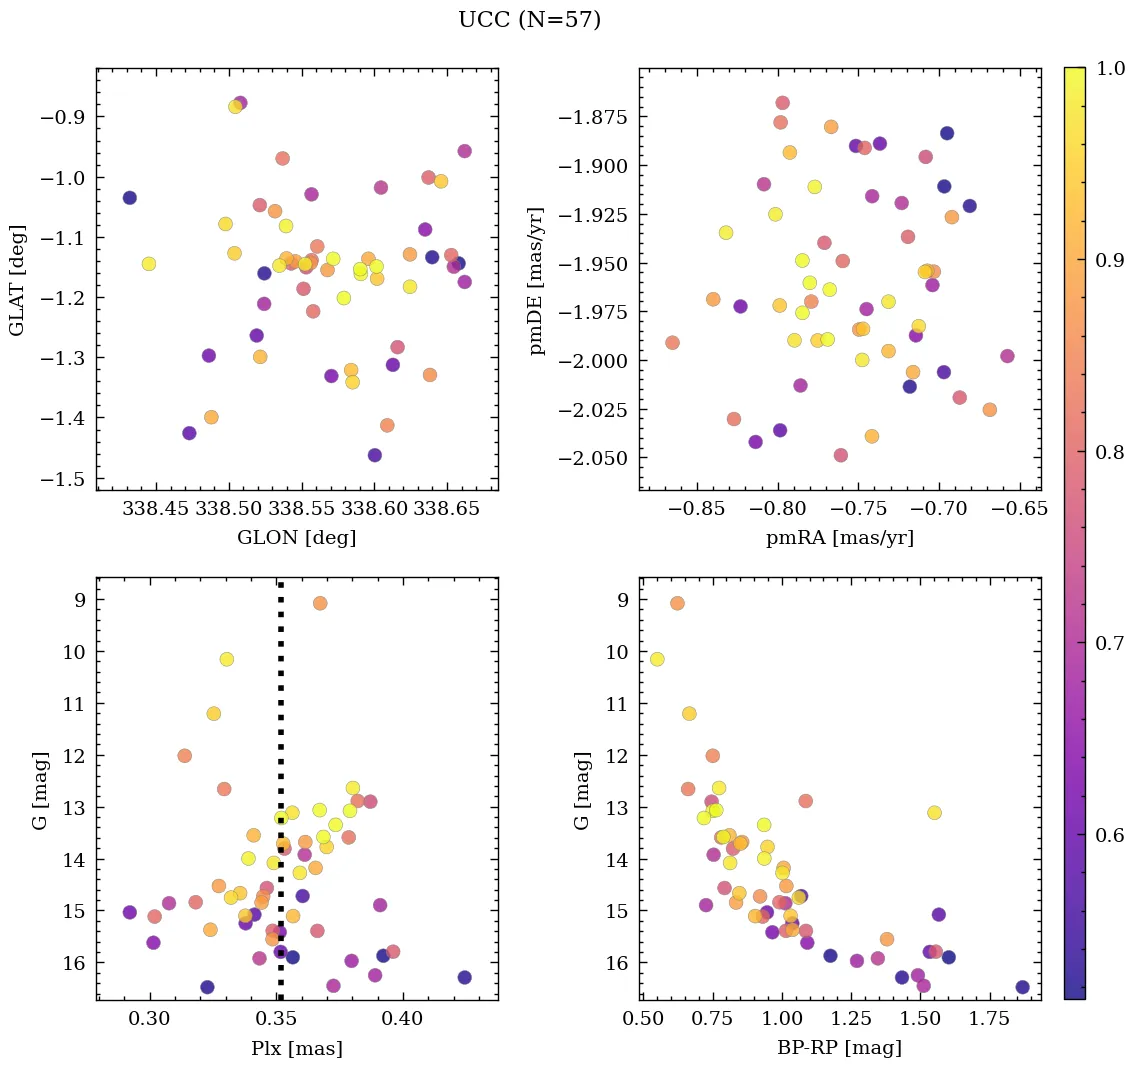 UCC (N=57)
−0.9
−1.0
−1.1
−1.2
−1.3
−1.4
−1.5
GLAT [deg]
338.45 338.50 338.55 338.60 338.65
GLON [deg]
−1.875
−1.900
−1.925
−1.950
−1.975
−2.000
−2.025
−2.050
pmDE [mas/yr]
−0.85 −0.80 −0.75 −0.70 −0.65
pmRA [mas/yr]
9
10
11
12
13
14
15
16
G [mag]
0.30 0.35 0.40
Plx [mas]
9
10
11
12
13
14
15
16
G [mag]
0.50 0.75 1.00 1.25 1.50 1.75
BP-RP [mag]
1.0
0.9
0.8
0.7
0.6